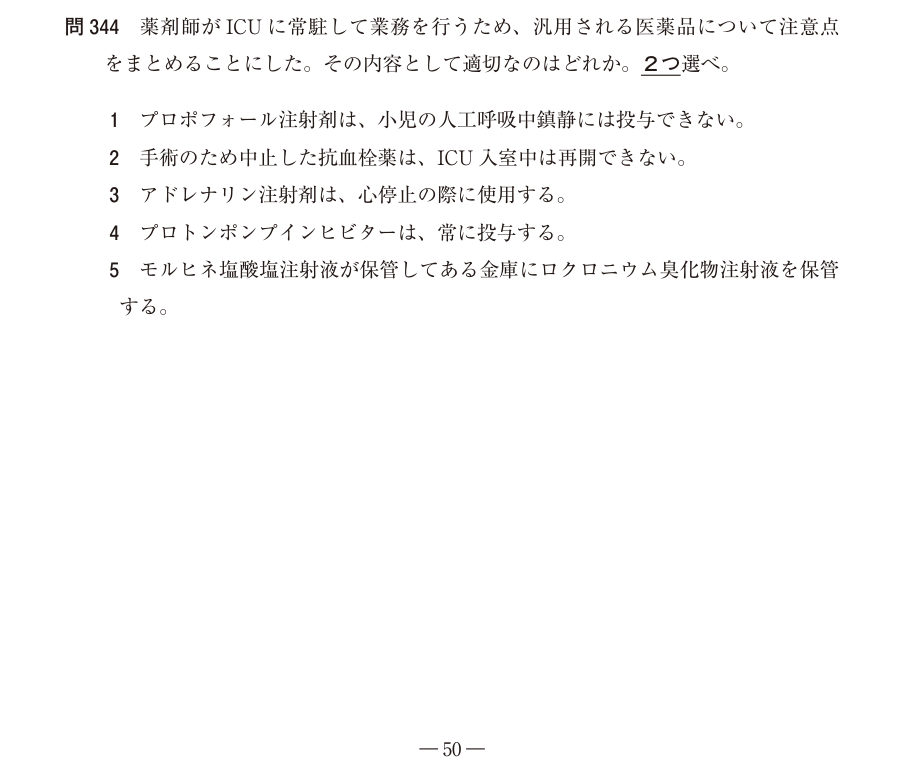 問 344 薬剤師が ICU に常駐して業務を行うため、汎用される医薬品について注意点
をまとめることにした。その内容として適切なのはどれか。２つ選べ。
1 プロポフォール注射剤は、小児の人工呼吸中鎮静には投与できない。
2 手術のため中止した抗血栓薬は、ICU 入室中は再開できない。
3 アドレナリン注射剤は、心停止の際に使用する。
4 プロトンポンプインヒビターは、常に投与する。
5 モルヒネ塩酸塩注射液が保管してある金庫にロクロニウム臭化物注射液を保管
する。
― 50 ―